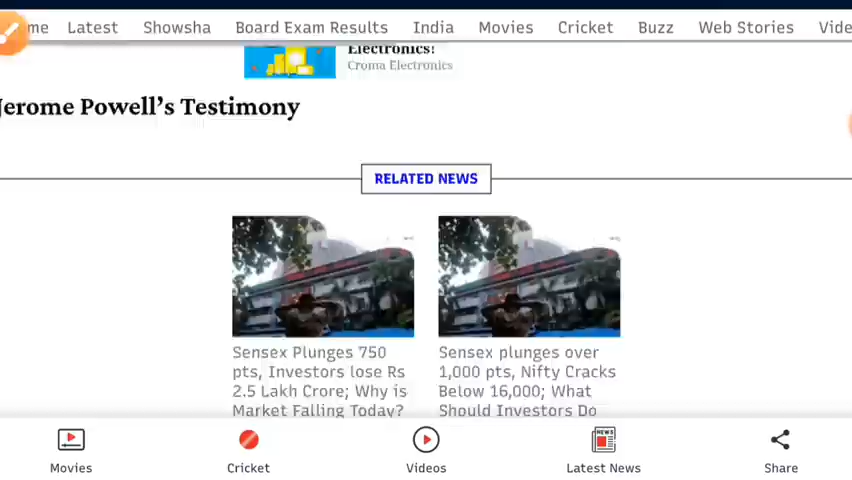 me Latest Showsha Board Exam Results India Movies Cricket Buzz Web Stories Vide
Electronics!
Croma Electronics
Jerome Powell's Testimony
RELATED NEWS
Sensex Plunges 750
pts, Investors lose Rs
2.5 Lakh Crore; Why is
Market Falling Today?
Sensex plunges over
1,000 pts, Nifty Cracks
Below 16,000; What
Should Investors Do
NEWS
Movies Cricket Videos Latest News Share